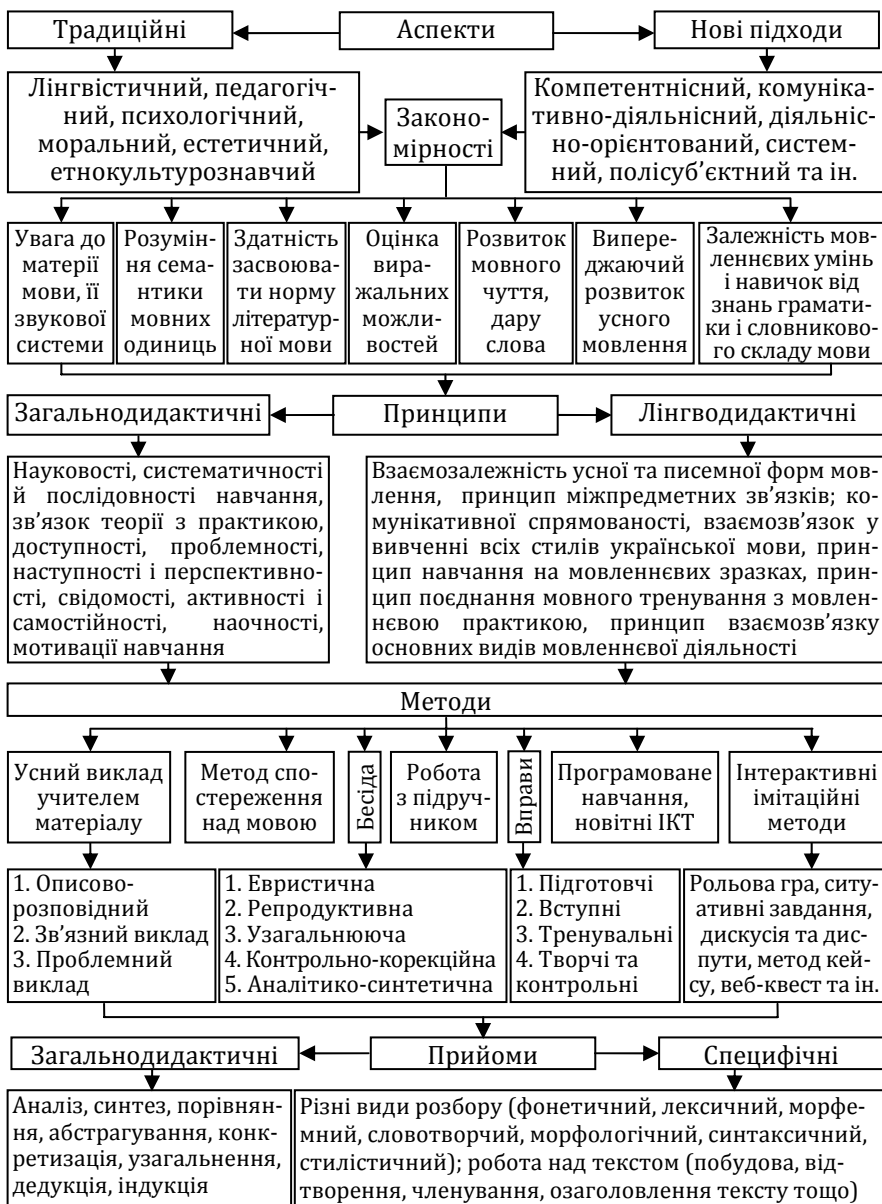 Традиційні
Аспекти
Нові підходи
Лінгвістичний, педагогіч-
ний, психологічний,
моральний, естетичний,
етнокультурознавчий
Законо-
мірності
Компетентнісний, комуніка-
тивно-діяльнісний, діяльніс-
но-орієнтований, систем-
ний, полісуб’єктний та ін.
Увага до
матерії
мови, її
звукової
системи
Розумін-
ня семан-
тики
мовних
одиниць
Здатність
засвоюва-
ти норму
літератур-
ної мови
Оцінка
вира-
жальних
можли-
востей
Розвиток
мовного
чуття,
дару
слова
Випере-
джаючий
розвиток
усного
мовлення
Залежність мов-
леннєвих умінь
і навичок від
знань грамати-
ки і словниково-
го складу мови
Загальнодидактичні
Принципи
Лінгводидактичні
Науковості, систематичності
й послідовності навчання,
зв’язок теорії з практикою,
доступності, проблемності,
наступності і перспективно-
сті, свідомості, активності і
самостійності, наочності,
мотивації навчання
Взаємозалежність усної та писемної форм мов-
лення, принцип міжпредметних зв’язків; ко-
мунікативної спрямованості, взаємозв’язок у
вивченні всіх стилів української мови, прин-
цип навчання на мовленнєвих зразках, прин-
цип поєднання мовного тренування з мовлен-
нєвою практикою, принцип взаємозв’язку
основних видів мовленнєвої діяльності
Методи
Усний виклад
учителем
матеріалу
Метод спо-
стереження
над мовою
Бесіда
Робота
з підруч-
ником
Вправи
Програмоване
навчання,
новітні ІКТ
Інтерактивні
імітаційні
методи
1. Описово-
розповідний
2. Зв’язний виклад
3. Проблемний
виклад
1. Евристична
2. Репродуктивна
3. Узагальнююча
4. Контрольно-корекційна
5. Аналітико-синтетична
1. Підготовчі
2. Вступні
3. Тренувальні
4. Творчі та
контрольні
Рольова гра, ситу-
ативні завдання,
дискусія та дис-
пути, метод кей-
су, веб-квест та ін.
Загальнодидактичні
Прийоми
Специфічні
Аналіз, синтез, порівнян-
ня, абстрагування, конк-
ретизація, узагальнення,
дедукція, індукція
Різні види розбору (фонетичний, лексичний, морфе-
мний, словотворчий, морфологічний, синтаксичний,
стилістичний); робота над текстом (побудова, від-
творення, членування, озаголовлення тексту тощо)